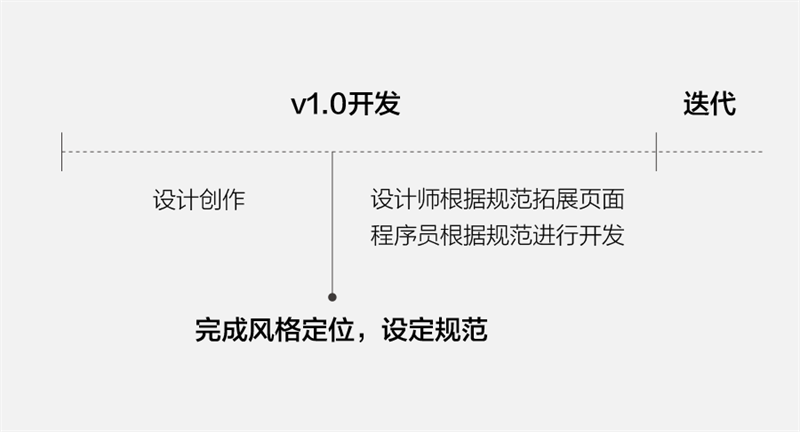 v1.0开发
迭代
设计创作
设计师根据规范拓展页面
程序员根据规范进行开发
完成风格定位，设定规范